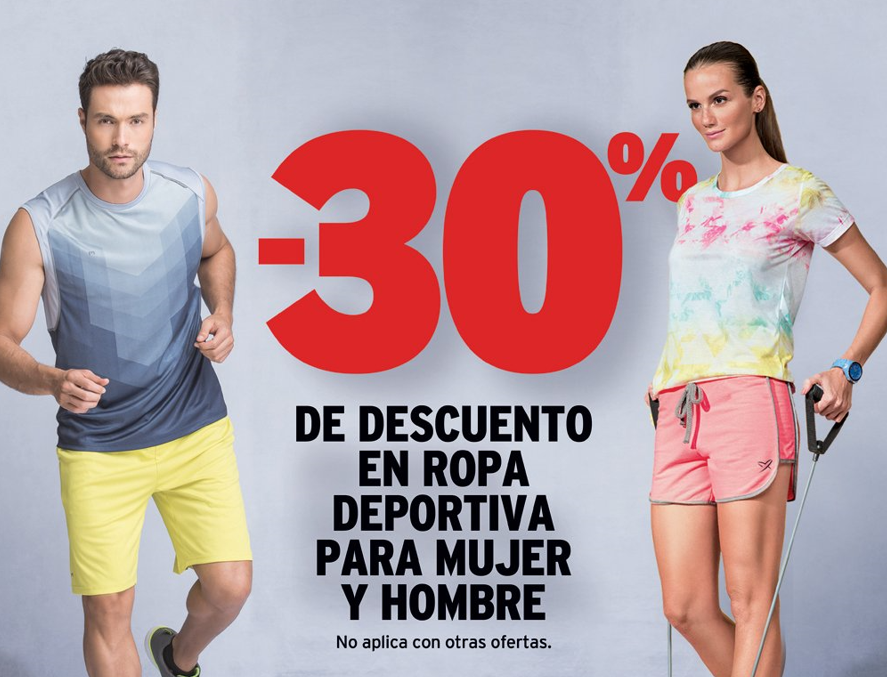 -30%
DE DESCUENTO
EN ROPA
DEPORTIVA
PARA MUJER
Y HOMBRE
No aplica con otras ofertas.